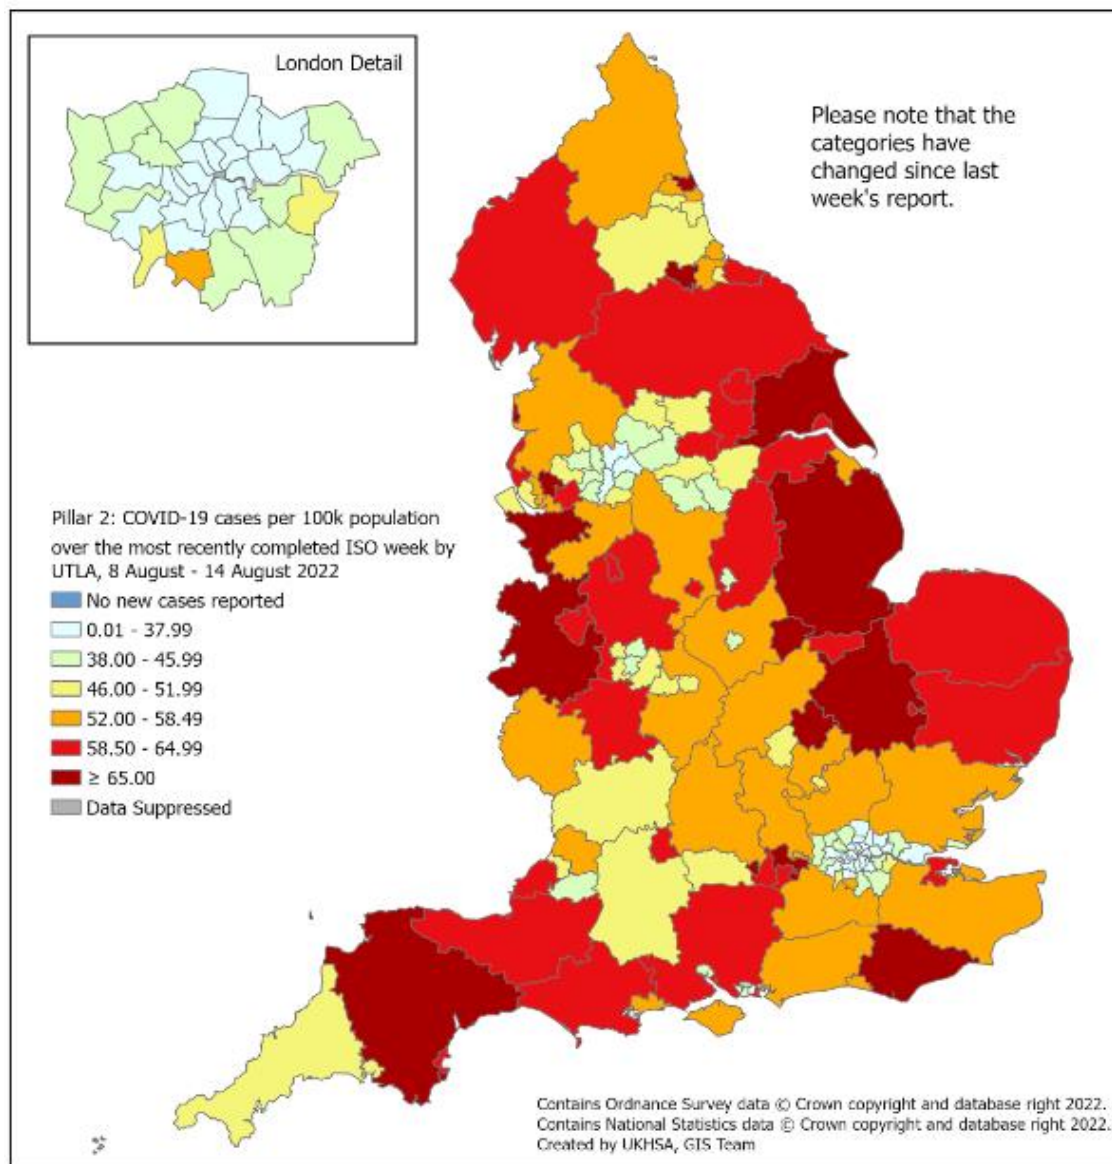 London Detail
Please note that the
categories have
changed since last
week's report.
Pillar 2: COVID-19 cases per 100k population
over the most recently completed ISO week by
UTLA, 8 August - 14 August 2022
No new cases reported
0.01 - 37.99
38.00 - 45.99
46.00 - 51.99
52.00 - 58.49
58.50 - 64.99
≥ 65.00
Data Suppressed
Contains Ordnance Survey data © Crown copyright and database right 2022.
Contains National Statistics data © Crown copyright and database right 2022.
Created by UKHSA, GIS Team